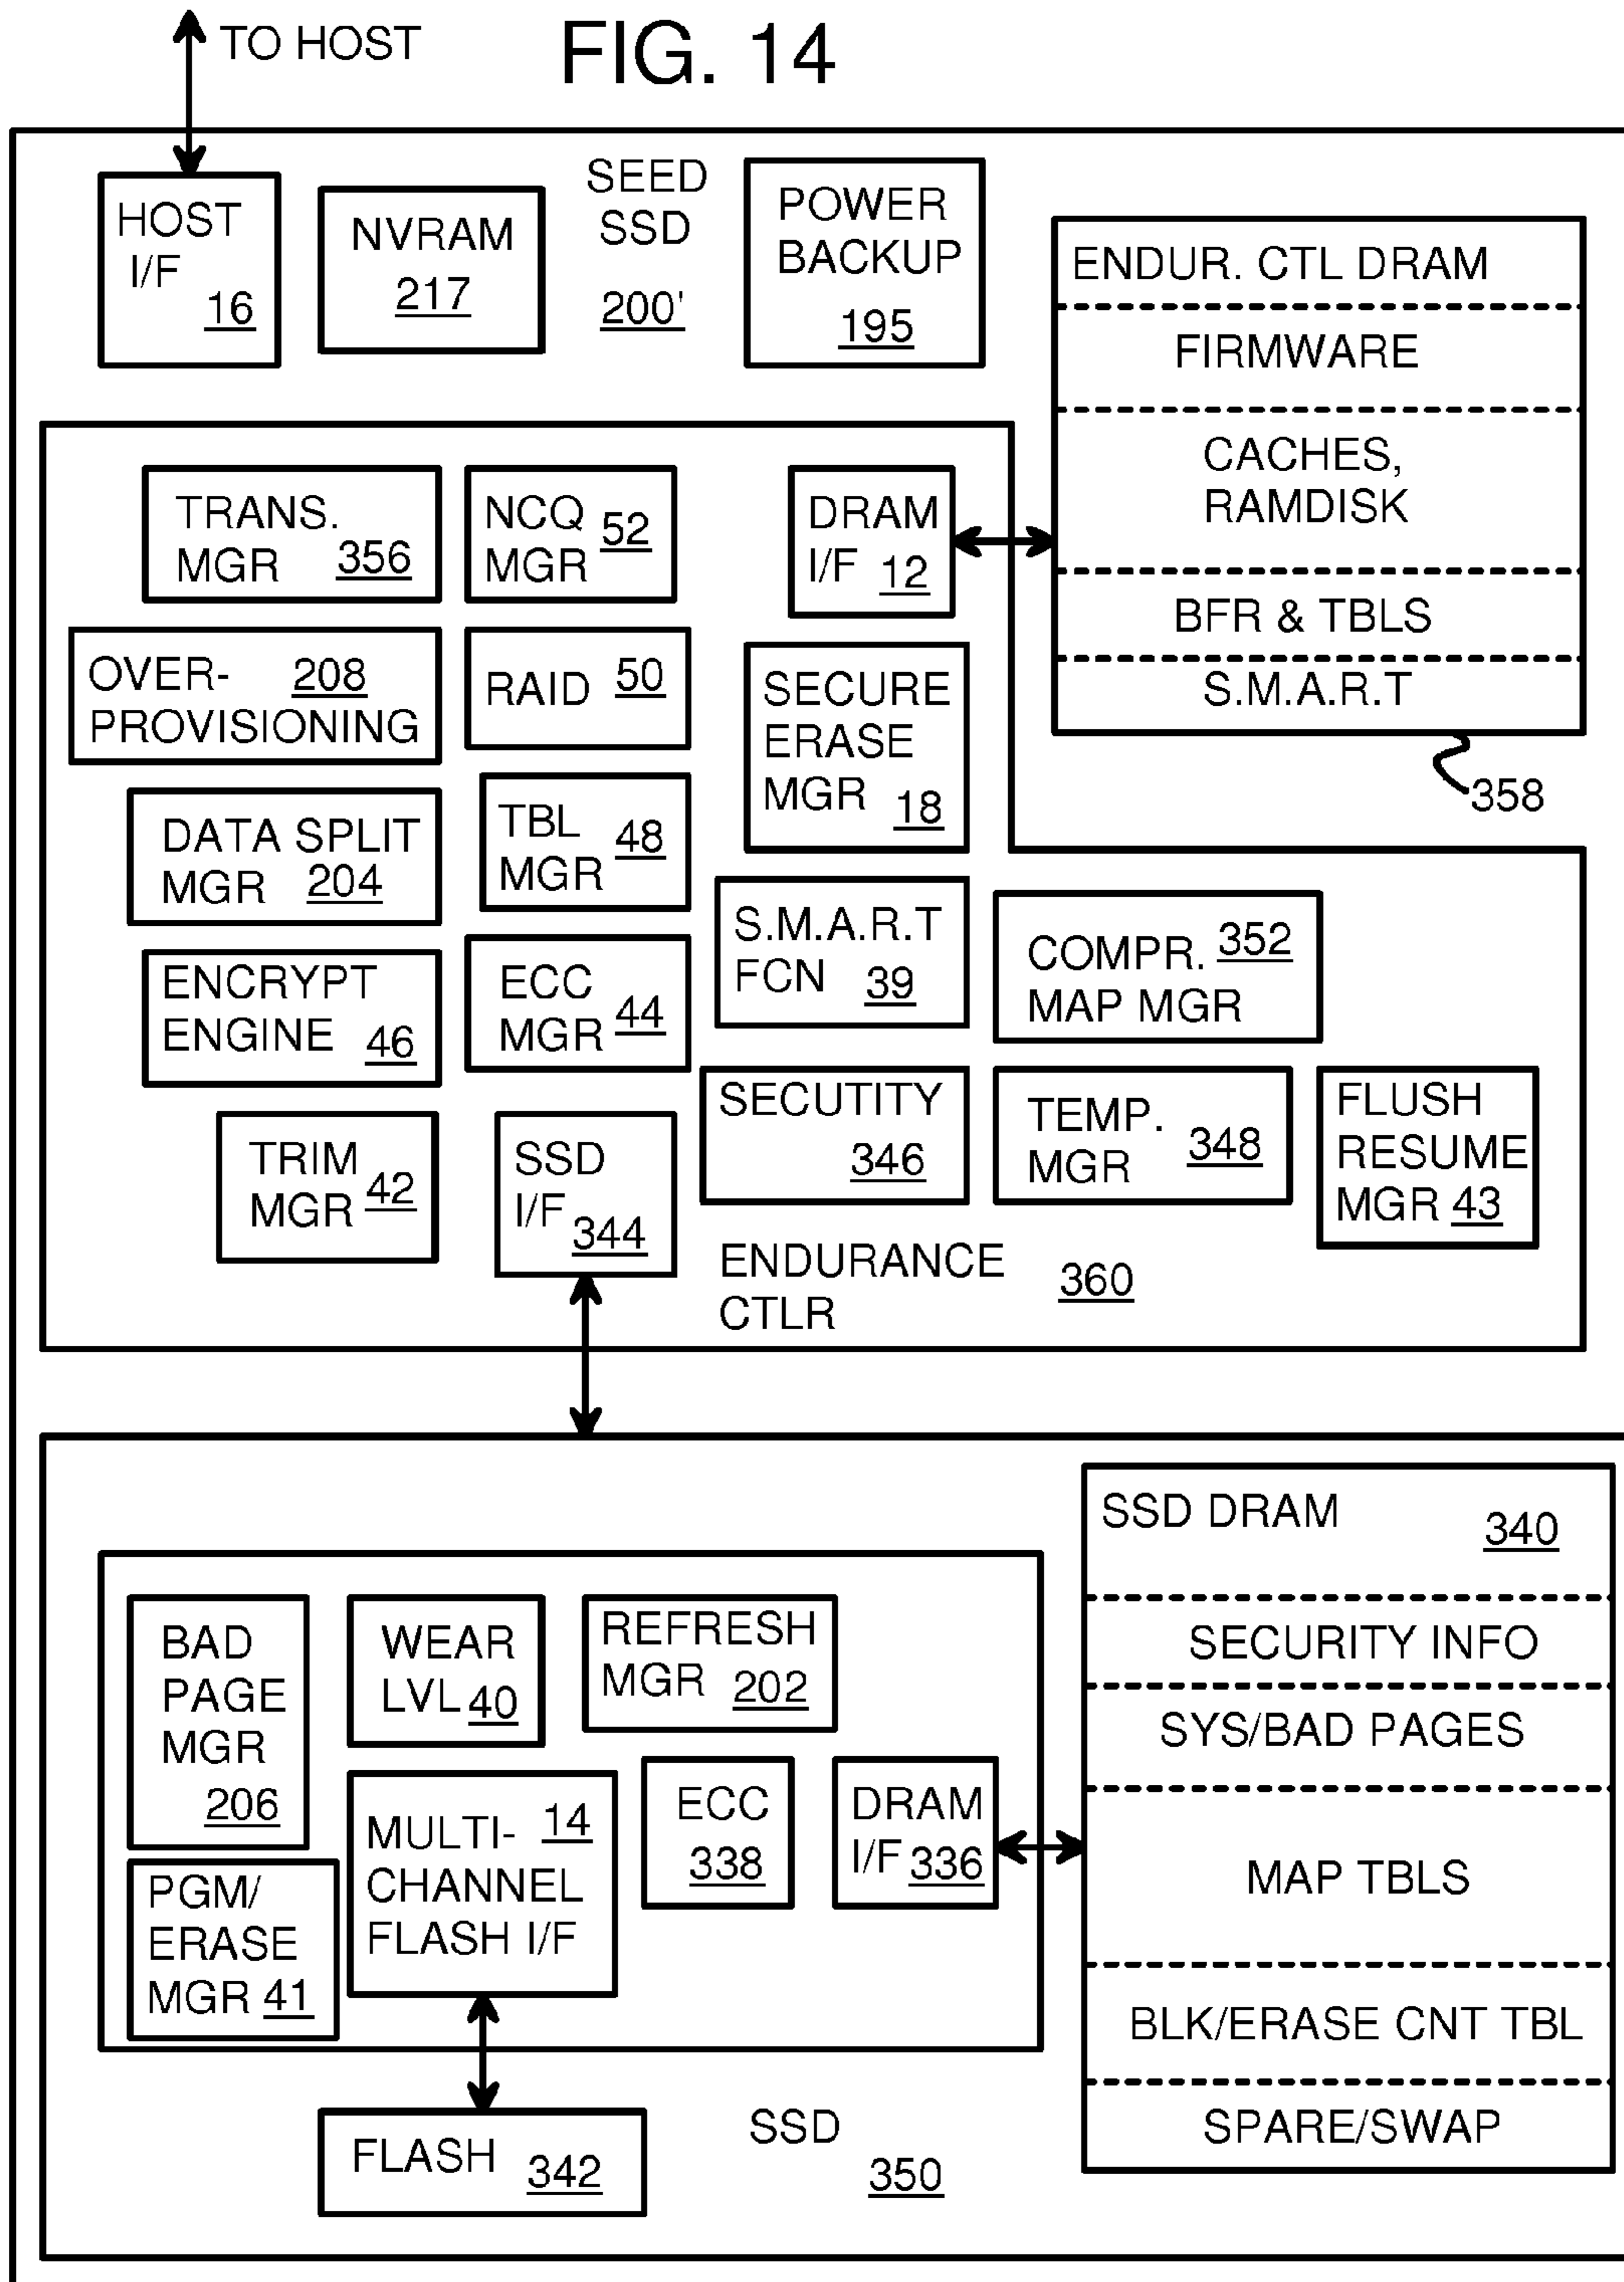 TO HOST
FIG. 14
HOST
I/F
16
NVRAM
217
SEED
SSD
200'
POWER
BACKUP
195
ENDUR. CTL DRAM
FIRMWARE
CACHES,
RAMDISK
BFR & TBLS
S.M.A.R.T
358
TRANS.
MGR 356
NCQ 52
MGR
DRAM
I/F 12
OVER- 208
PROVISIONING
RAID 50
SECURE
ERASE
MGR 18
DATA SPLIT
MGR 204
TBL 48
MGR
S.M.A.R.T
FCN 39
COMPR. 352
MAP MGR
ENCRYPT
ENGINE 46
ECC 44
MGR
SECUTITY
346
TEMP. 348
MGR
FLUSH
RESUME
MGR 43
TRIM 42
MGR
SSD
I/F 344
ENDURANCE 360
CTLR
SSD DRAM 340
SECURITY INFO
SYS/BAD PAGES
MAP TBLS
BLK/ERASE CNT TBL
SPARE/SWAP
BAD
PAGE
MGR
206
WEAR
LVL 40
REFRESH
MGR 202
MULTI- 14
CHANNEL
FLASH I/F
ECC
338
DRAM
I/F 336
PGM/
ERASE
MGR 41
FLASH 342
SSD
350